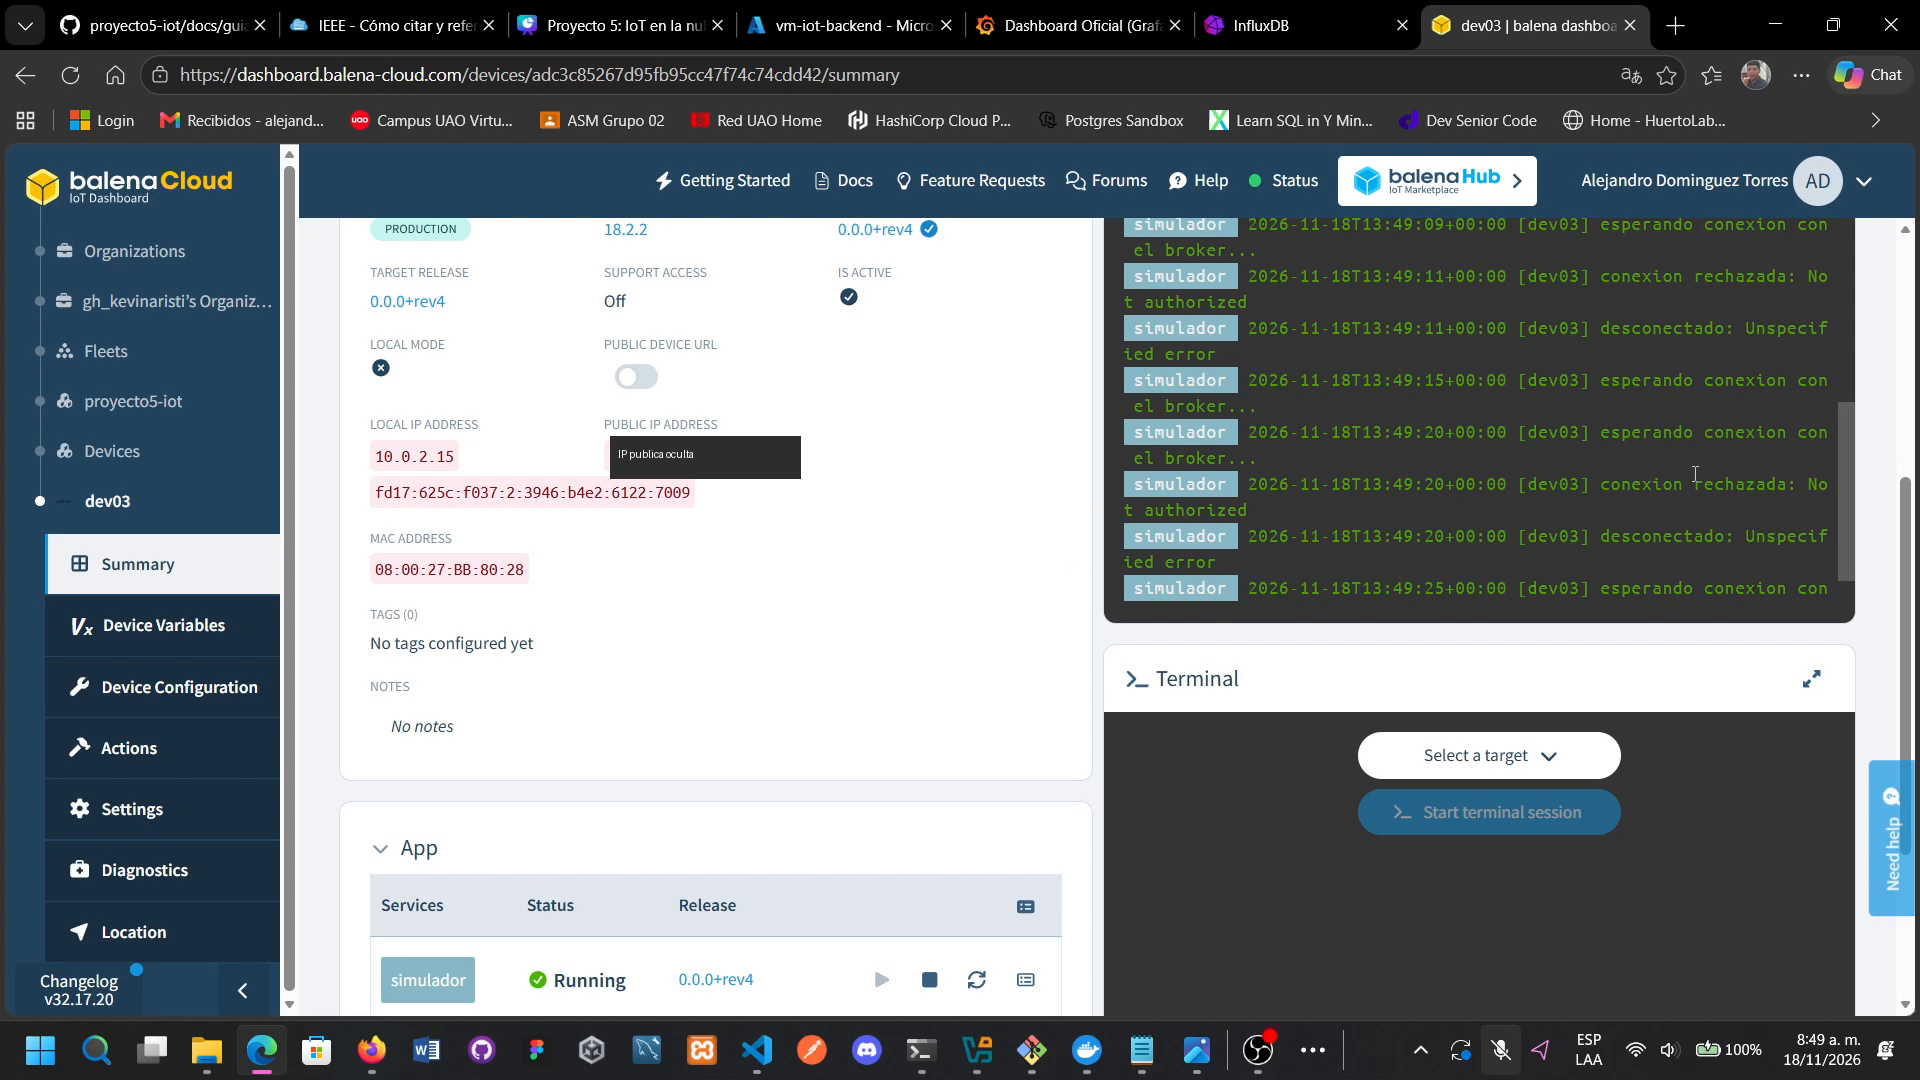 proyecto5-iot/docs/guia
IEEE - Cómo citar y refer
Proyecto 5: IoT en la nu
vm-iot-backend - Micro
Dashboard Oficial (Grafa
InfluxDB
dev03 | balena dashboa
https://dashboard.balena-cloud.com/devices/adc3c85267d95fb95cc47f74c74cdd42/summary
Chat
Login
Recibidos - alejand...
Campus UAO Virtu...
ASM Grupo 02
Red UAO Home
HashiCorp Cloud P...
Postgres Sandbox
Learn SQL in Y Min...
Dev Senior Code
Home - HuertoLab...
balenaCloud
IoT Dashboard
Getting Started
Docs
Feature Requests
Forums
Help
Status
balenaHub
IoT Marketplace
Alejandro Dominguez Torres
AD
Organizations
gh_kevinaristi's Organiz...
Fleets
proyecto5-iot
Devices
dev03
Summary
Device Variables
Device Configuration
Actions
Settings
Diagnostics
Location
Changelog
v32.17.20
PRODUCTION
18.2.2
0.0.0+rev4
TARGET RELEASE
SUPPORT ACCESS
IS ACTIVE
0.0.0+rev4
Off
LOCAL MODE
PUBLIC DEVICE URL
LOCAL IP ADDRESS
PUBLIC IP ADDRESS
10.0.2.15
IP publica oculta
fd17:625c:f037:2:3946:b4e2:6122:7009
MAC ADDRESS
08:00:27:BB:80:28
TAGS (0)
No tags configured yet
NOTES
No notes
App
Services
Status
Release
simulador
Running
0.0.0+rev4
simulador 2026-11-18T13:49:09+00:00 [dev03] esperando conexion con
el broker...
simulador 2026-11-18T13:49:11+00:00 [dev03] conexion rechazada: No
t authorized
simulador 2026-11-18T13:49:11+00:00 [dev03] desconectado: Unspecif
ied error
simulador 2026-11-18T13:49:15+00:00 [dev03] esperando conexion con
el broker...
simulador 2026-11-18T13:49:20+00:00 [dev03] esperando conexion con
el broker...
simulador 2026-11-18T13:49:20+00:00 [dev03] conexion rechazada: No
t authorized
simulador 2026-11-18T13:49:20+00:00 [dev03] desconectado: Unspecif
ied error
simulador 2026-11-18T13:49:25+00:00 [dev03] esperando conexion con
Terminal
Select a target
Start terminal session
Need help
ESP
LAA
100%
8:49 a. m.
18/11/2026